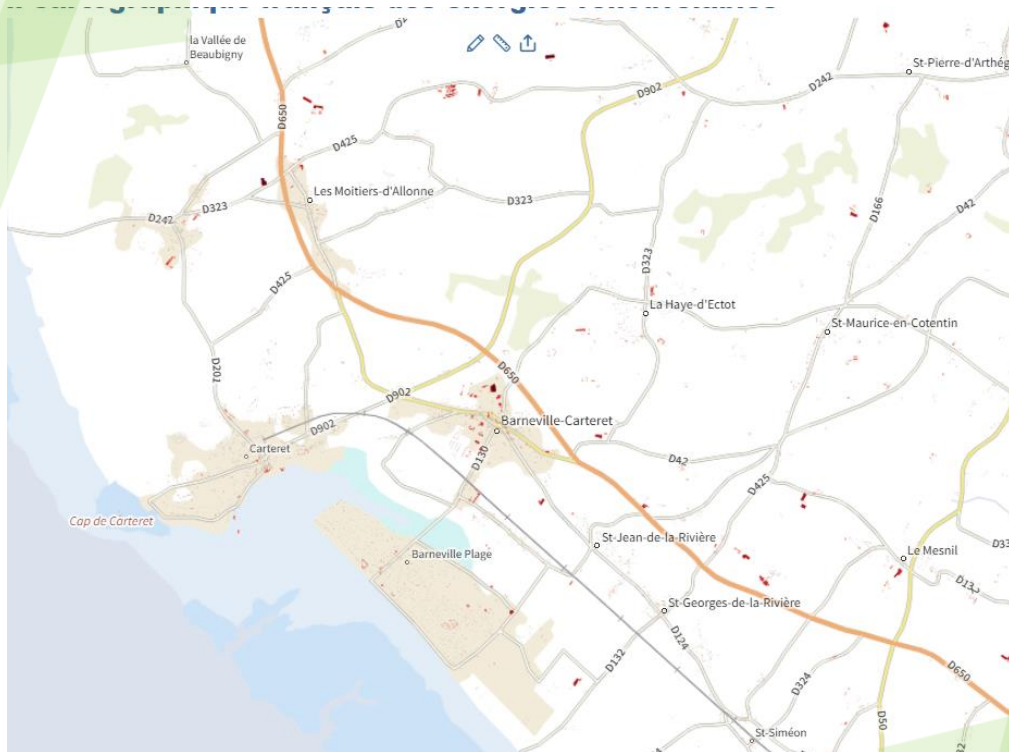 la Vallée de
Beaubigny
St-Pierre-d'Arthég
D242
D902
D650
D425
Les Moitiers-d'Allonne
D323
D323
D242
D166
D42
D425
D323
La Haye-d'Ectot
St-Maurice-en-Cotentin
D201
D650
D902
D902
Barneville-Carteret
Carteret
D130
D42
D425
Cap de Carteret
St-Jean-de-la-Rivière
Le Mesnil
D33
Barneville Plage
D132
St-Georges-de-la-Rivière
D124
D132
D324
D650
D50
St-Siméon